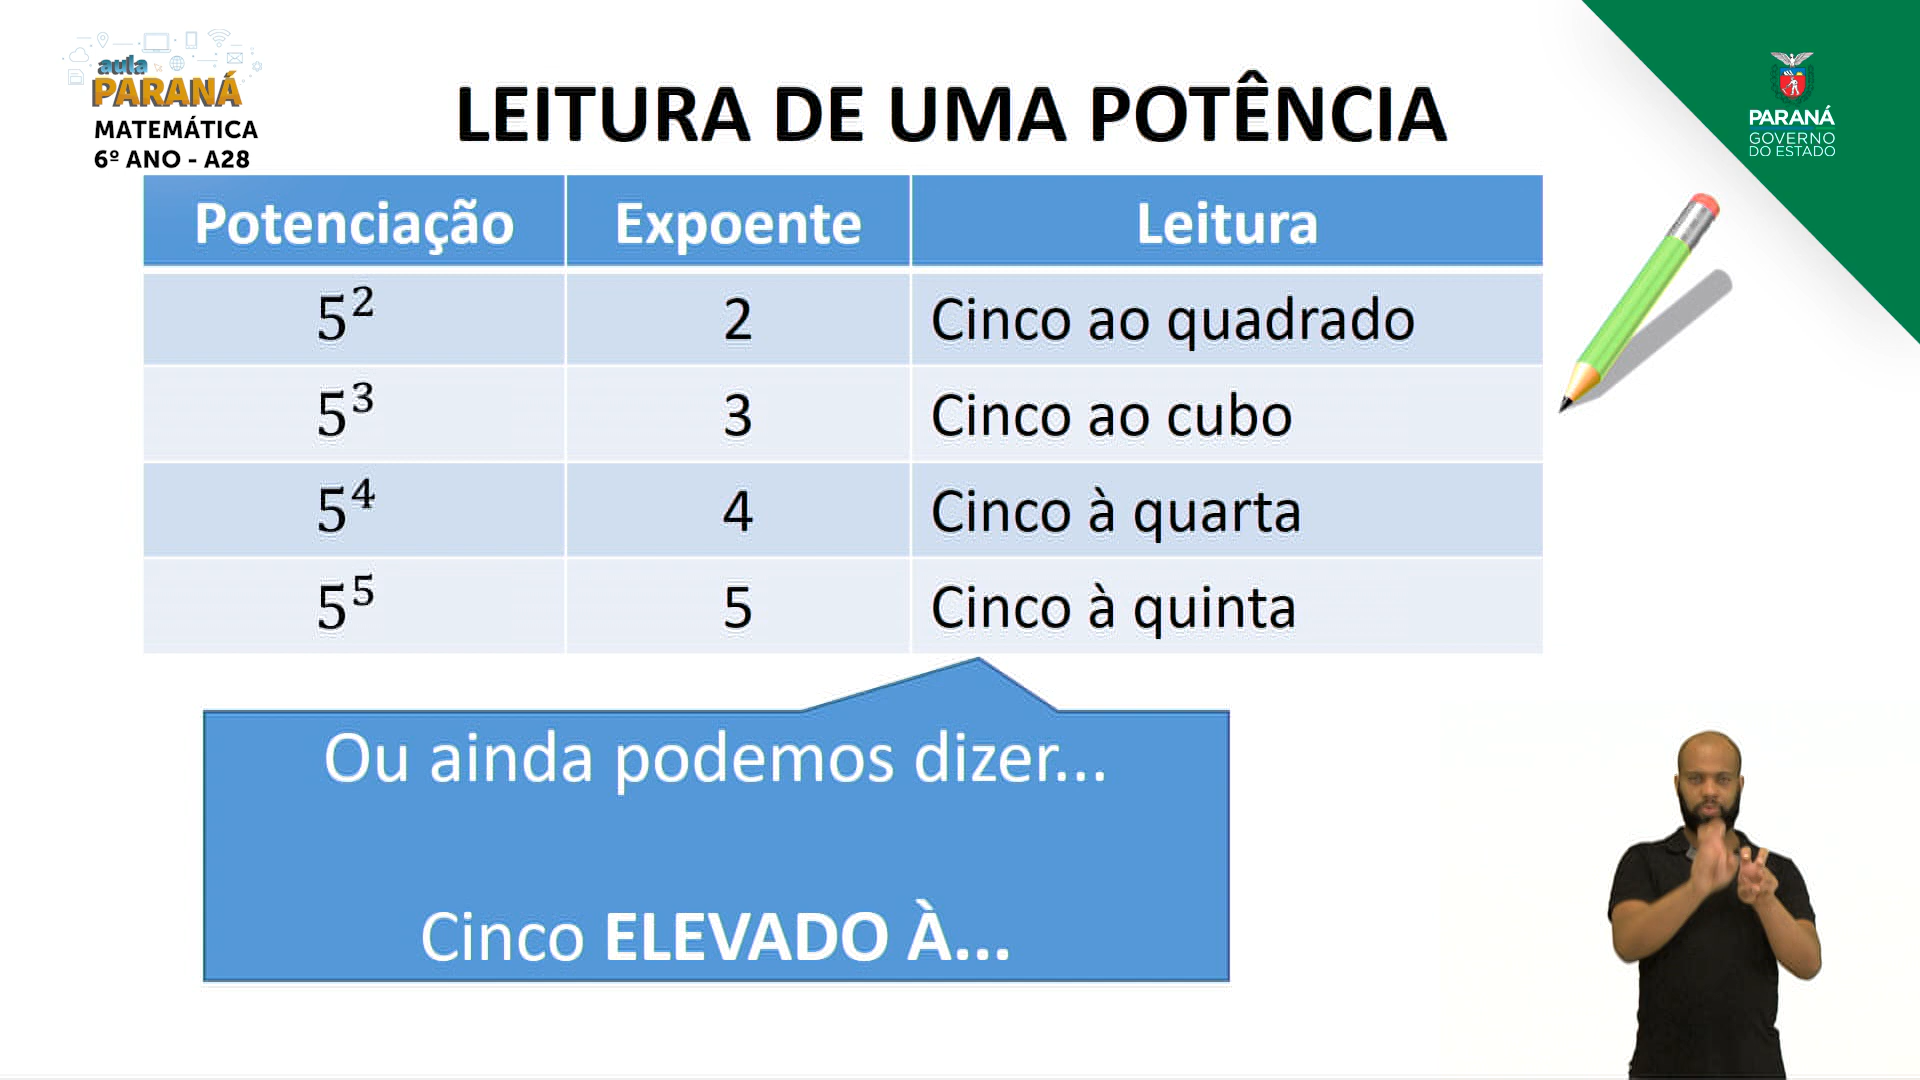 aula
PARANÁ
MATEMÁTICA
6º ANO - A28
LEITURA DE UMA POTÊNCIA
PARANÁ
GOVERNO
DO ESTADO
Potenciação Expoente Leitura
5² 2 Cinco ao quadrado
5³ 3 Cinco ao cubo
5⁴ 4 Cinco à quarta
5⁵ 5 Cinco à quinta
Ou ainda podemos dizer...
Cinco ELEVADO À...